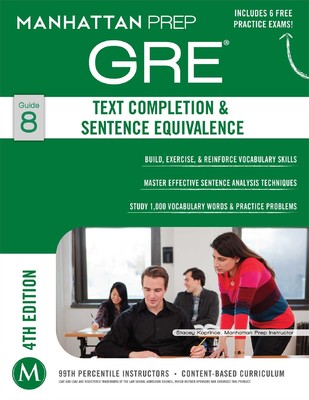 MANHATTAN PREP
INCLUDES 6 FREE
PRACTICE EXAMS!
GRE®
Guide
8
TEXT COMPLETION &
SENTENCE EQUIVALENCE
BUILD, EXERCISE, & REINFORCE VOCABULARY SKILLS
MASTER EFFECTIVE SENTENCE ANALYSIS TECHNIQUES
STUDY 1,000 VOCABULARY WORDS & PRACTICE PROBLEMS
4TH EDITION
Stacey Koprince, Manhattan Prep Instructor
M
99TH PERCENTILE INSTRUCTORS • CONTENT-BASED CURRICULUM